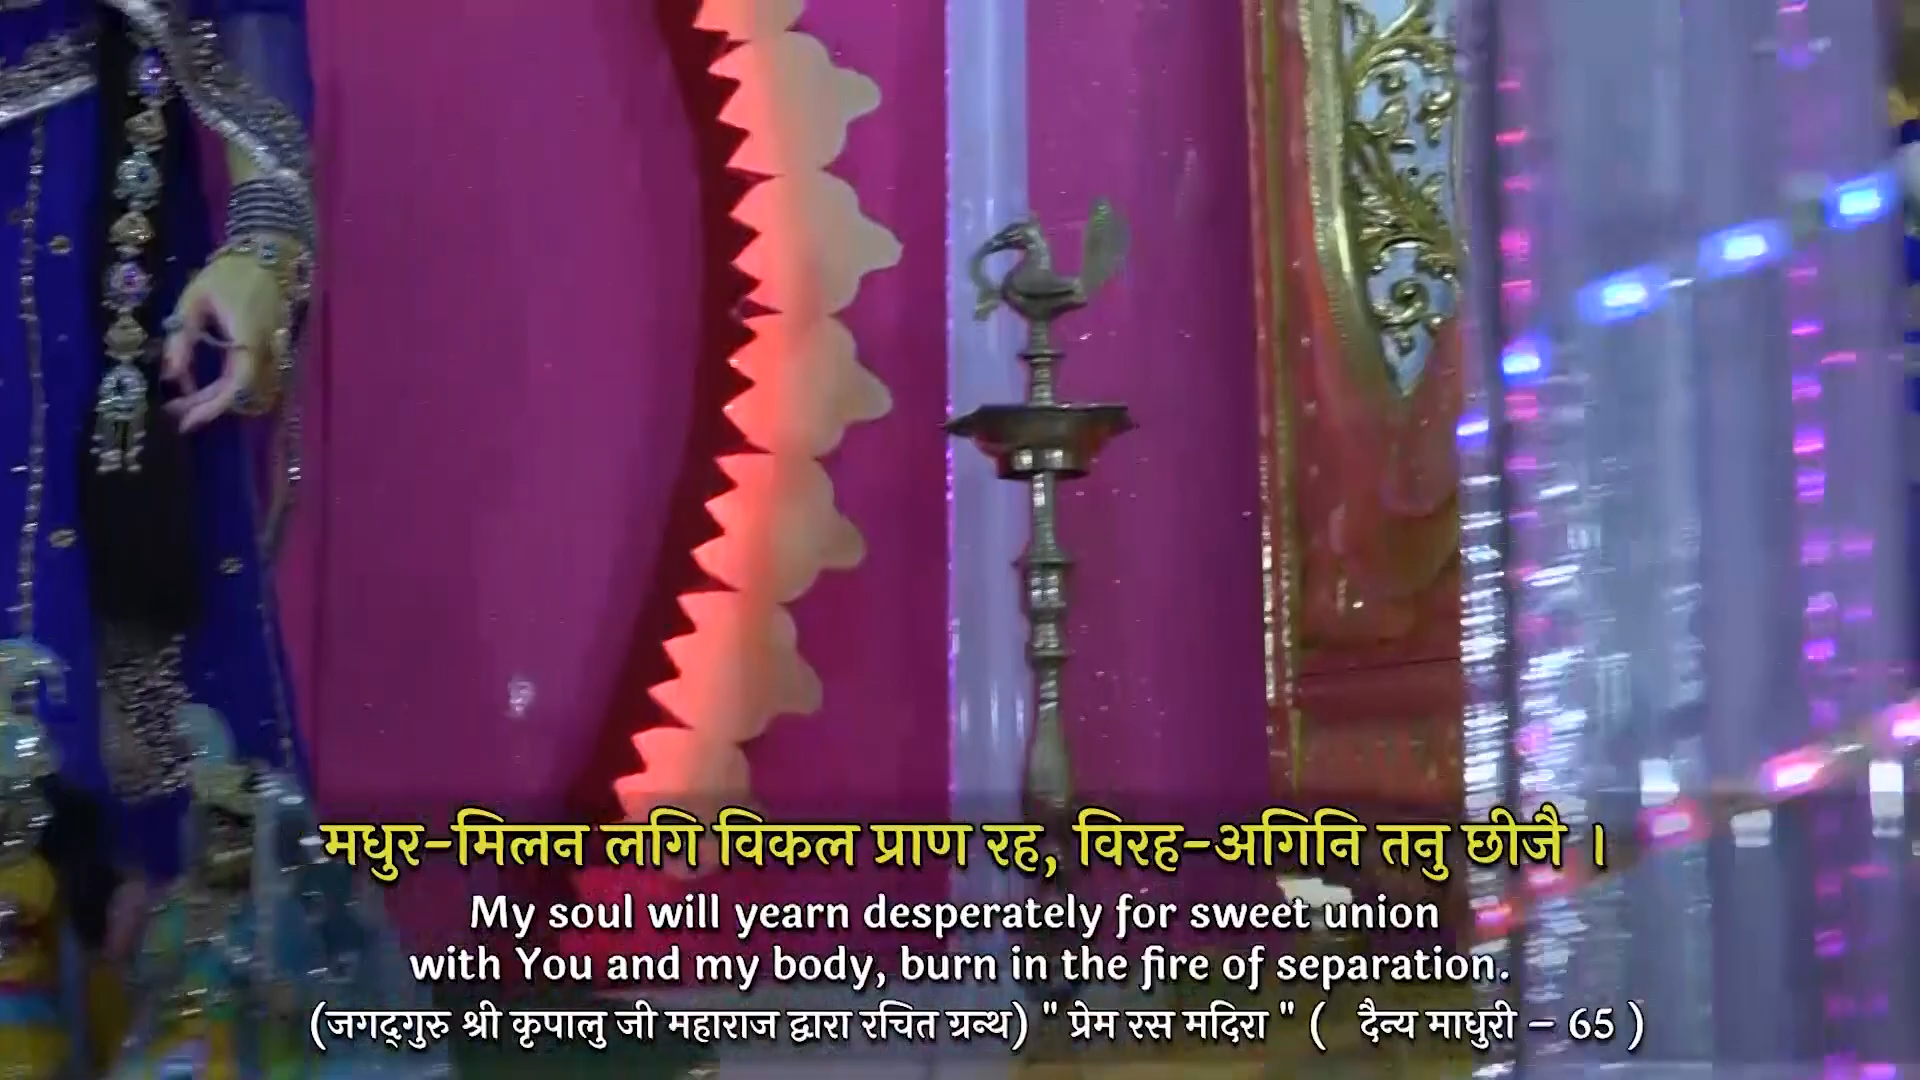 मधुर-मिलन लगि विकल प्राण रह, विरह-अगिनि तनु छीजै ।
My soul will yearn desperately for sweet union
with You and my body, burn in the fire of separation.
(जगद्गुरु श्री कृपालु जी महाराज द्वारा रचित ग्रन्थ) " प्रेम रस मदिरा " ( दैन्य माधुरी – 65 )